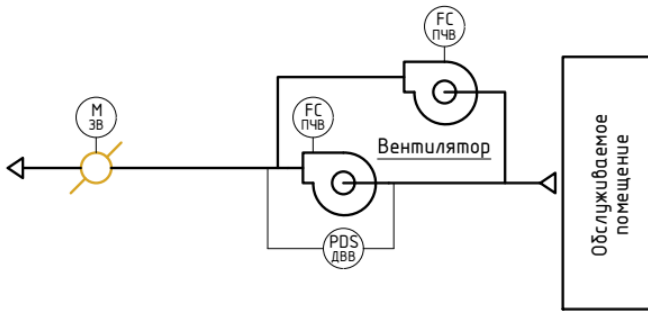 FC
ПЧВ
М
ЗВ
FC
ПЧВ
Вентилятор
PDS
ДВВ
Обслуживаемое
помещение